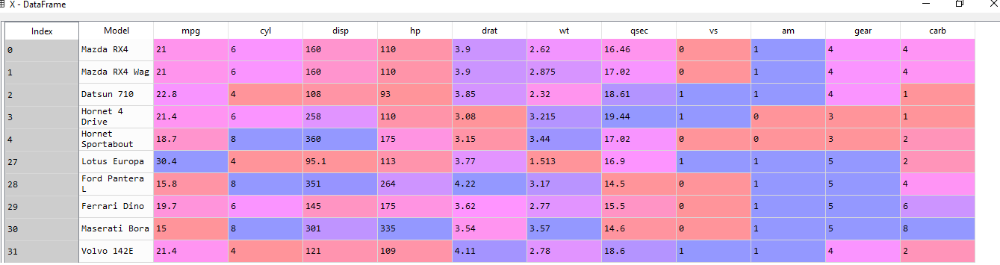 X - DataFrame
Index Model mpg cyl disp hp drat wt qsec vs am gear carb
0 Mazda RX4 21 6 160 110 3.9 2.62 16.46 0 1 4 4
1 Mazda RX4 Wag 21 6 160 110 3.9 2.875 17.02 0 1 4 4
2 Datsun 710 22.8 4 108 93 3.85 2.32 18.61 1 1 4 1
3 Hornet 4 Drive 21.4 6 258 110 3.08 3.215 19.44 1 0 3 1
4 Hornet Sportabout 18.7 8 360 175 3.15 3.44 17.02 0 0 3 2
27 Lotus Europa 30.4 4 95.1 113 3.77 1.513 16.9 1 1 5 2
28 Ford Pantera L 15.8 8 351 264 4.22 3.17 14.5 0 1 5 4
29 Ferrari Dino 19.7 6 145 175 3.62 2.77 15.5 0 1 5 6
30 Maserati Bora 15 8 301 335 3.54 3.57 14.6 0 1 5 8
31 Volvo 142E 21.4 4 121 109 4.11 2.78 18.6 1 1 4 2